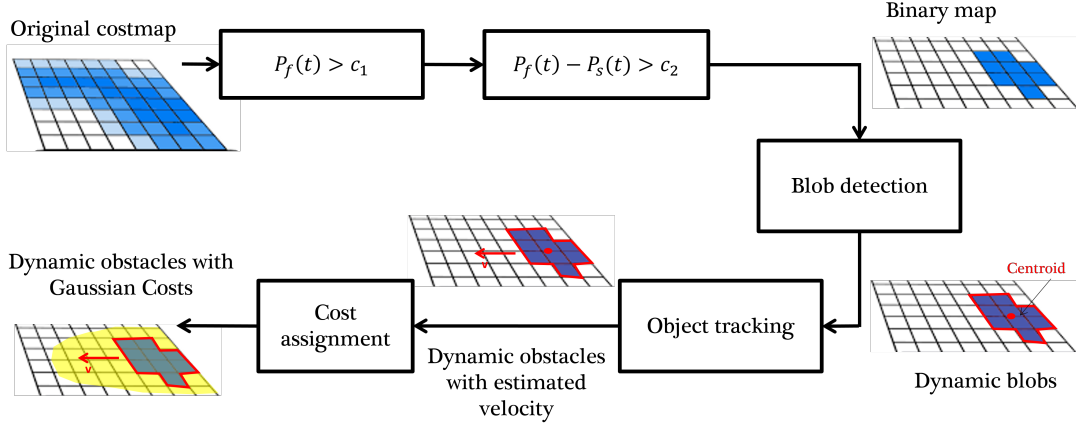 Original costmap
P_f(t) > c_1
P_f(t) − P_s(t) > c_2
Binary map
Blob detection
Centroid
Dynamic blobs
Object tracking
v
Dynamic obstacles
with estimated
velocity
Cost
assignment
Dynamic obstacles with
Gaussian Costs
v